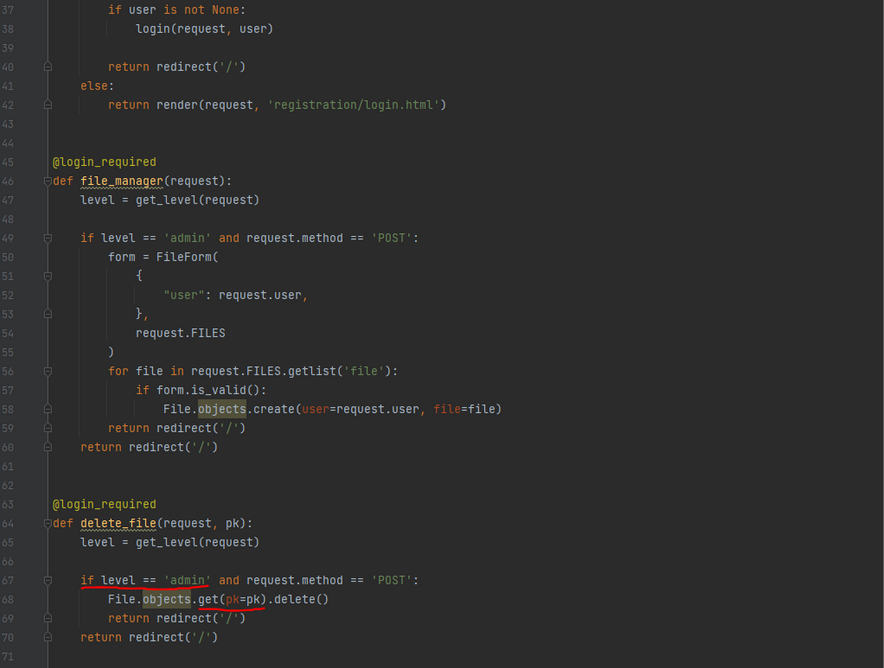 37 if user is not None:
38 login(request, user)
39
40 return redirect('/')
41 else:
42 return render(request, 'registration/login.html')
43
44
45 @login_required
46 def file_manager(request):
47 level = get_level(request)
48
49 if level == 'admin' and request.method == 'POST':
50 form = FileForm(
51 {
52 "user": request.user,
53 },
54 request.FILES
55 )
56 for file in request.FILES.getlist('file'):
57 if form.is_valid():
58 File.objects.create(user=request.user, file=file)
59 return redirect('/')
60 return redirect('/')
61
62
63 @login_required
64 def delete_file(request, pk):
65 level = get_level(request)
66
67 if level == 'admin' and request.method == 'POST':
68 File.objects.get(pk=pk).delete()
69 return redirect('/')
70 return redirect('/')
71